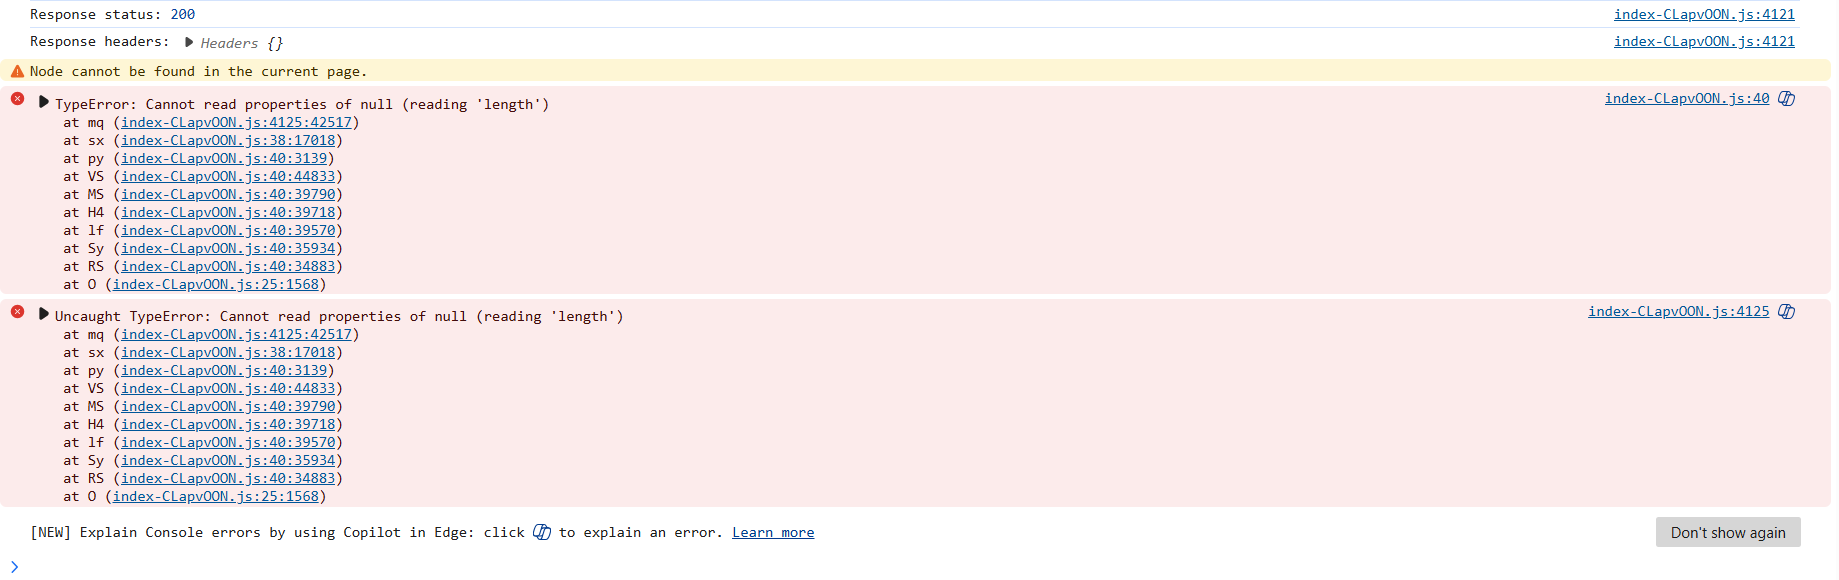 Response status: 200 index-CLapvOON.js:4121
Response headers: Headers {} index-CLapvOON.js:4121
Node cannot be found in the current page.
TypeError: Cannot read properties of null (reading 'length') index-CLapvOON.js:40
at mq (index-CLapvOON.js:4125:42517)
at sx (index-CLapvOON.js:38:17018)
at py (index-CLapvOON.js:40:3139)
at VS (index-CLapvOON.js:40:44833)
at MS (index-CLapvOON.js:40:39790)
at H4 (index-CLapvOON.js:40:39718)
at lf (index-CLapvOON.js:40:39570)
at Sy (index-CLapvOON.js:40:35934)
at RS (index-CLapvOON.js:40:34883)
at O (index-CLapvOON.js:25:1568)
Uncaught TypeError: Cannot read properties of null (reading 'length') index-CLapvOON.js:4125
at mq (index-CLapvOON.js:4125:42517)
at sx (index-CLapvOON.js:38:17018)
at py (index-CLapvOON.js:40:3139)
at VS (index-CLapvOON.js:40:44833)
at MS (index-CLapvOON.js:40:39790)
at H4 (index-CLapvOON.js:40:39718)
at lf (index-CLapvOON.js:40:39570)
at Sy (index-CLapvOON.js:40:35934)
at RS (index-CLapvOON.js:40:34883)
at O (index-CLapvOON.js:25:1568)
[NEW] Explain Console errors by using Copilot in Edge: click to explain an error. Learn more Don't show again